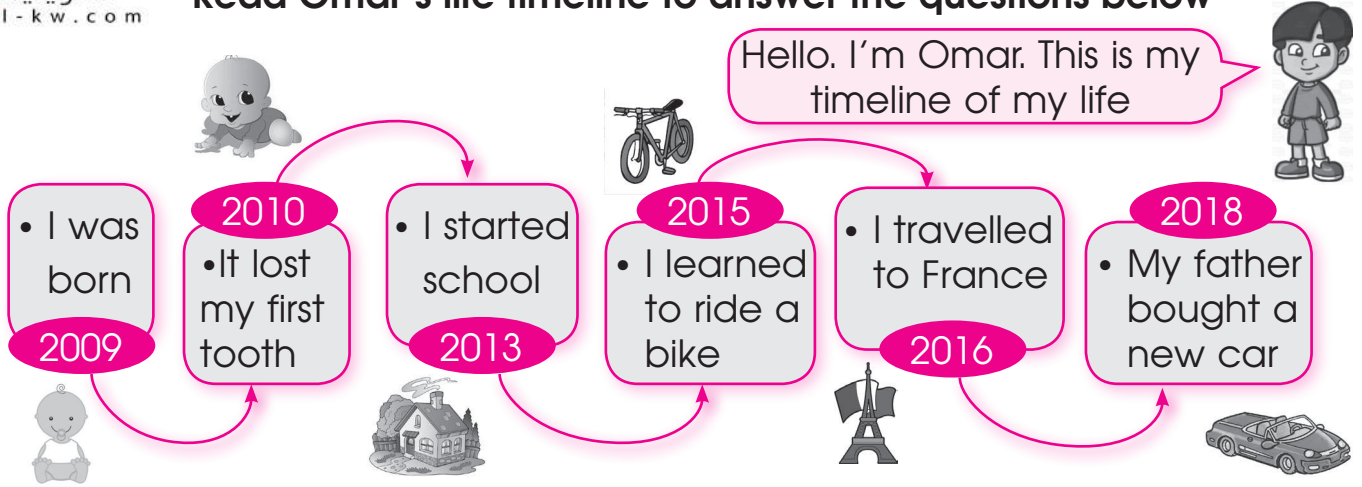 l-kw.com
Read Omar's life timeline to answer the questions below
Hello. I'm Omar. This is my
timeline of my life
• I was
born
2009
2010
•It lost
my first
tooth
• I started
school
2013
2015
• I learned
to ride a
bike
• I travelled
to France
2016
2018
• My father
bought a
new car